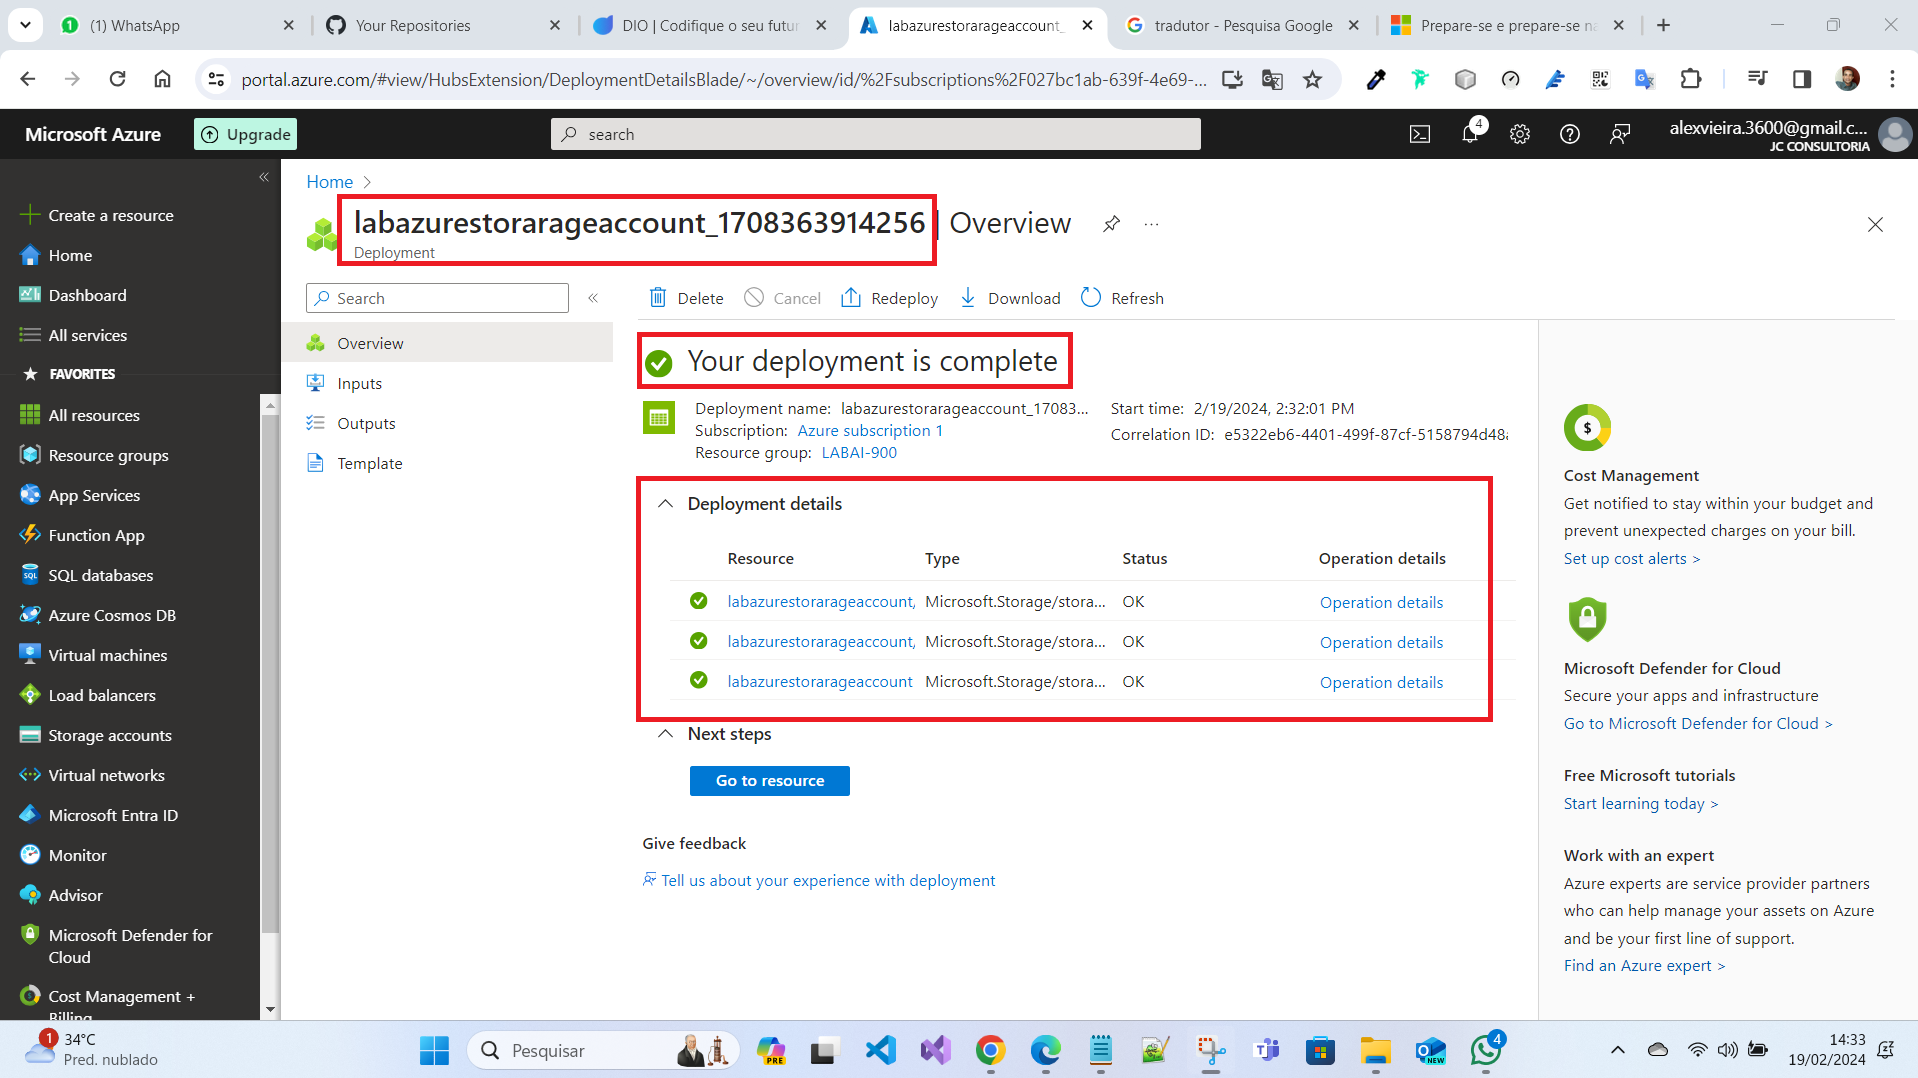 (1) WhatsApp
Your Repositories
DIO | Codifique o seu futur
labazurestorarageaccount_
tradutor - Pesquisa Google
Prepare-se e prepare-se na
portal.azure.com/#view/HubsExtension/DeploymentDetailsBlade/~/overview/id/%2Fsubscriptions%2F027bc1ab-639f-4e69-...
Microsoft Azure
Upgrade
search
4
alexvieira.3600@gmail.c...
JC CONSULTORIA
Create a resource
Home
Dashboard
All services
FAVORITES
All resources
Resource groups
App Services
Function App
SQL databases
Azure Cosmos DB
Virtual machines
Load balancers
Storage accounts
Virtual networks
Microsoft Entra ID
Monitor
Advisor
Microsoft Defender for
Cloud
Cost Management +
Billing
Home >
labazurestorarageaccount_1708363914256 | Overview
Deployment
Search
Overview
Inputs
Outputs
Template
Delete
Cancel
Redeploy
Download
Refresh
Your deployment is complete
Deployment name: labazurestorarageaccount_17083...
Subscription: Azure subscription 1
Resource group: LABAI-900
Start time: 2/19/2024, 2:32:01 PM
Correlation ID: e5322eb6-4401-499f-87cf-5158794d48a
Deployment details
Resource Type Status Operation details
labazurestorarageaccount, Microsoft.Storage/stora... OK Operation details
labazurestorarageaccount, Microsoft.Storage/stora... OK Operation details
labazurestorarageaccount Microsoft.Storage/stora... OK Operation details
Next steps
Go to resource
Give feedback
Tell us about your experience with deployment
Cost Management
Get notified to stay within your budget and
prevent unexpected charges on your bill.
Set up cost alerts >
Microsoft Defender for Cloud
Secure your apps and infrastructure
Go to Microsoft Defender for Cloud >
Free Microsoft tutorials
Start learning today >
Work with an expert
Azure experts are service provider partners
who can help manage your assets on Azure
and be your first line of support.
Find an Azure expert >
1
34°C
Pred. nublado
Pesquisar
PRE
NEW
4
14:33
19/02/2024